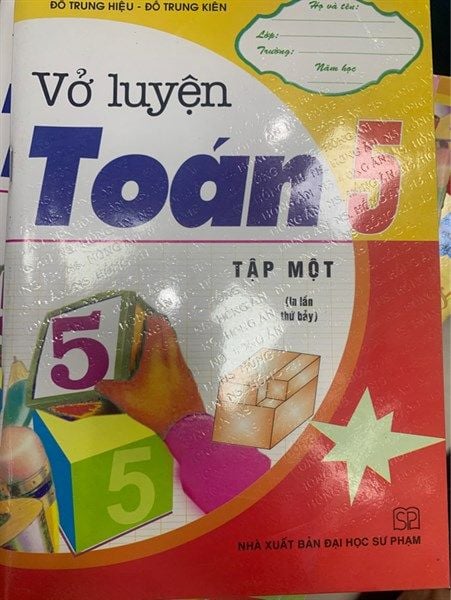 ĐỖ TRUNG HIỆU - ĐỖ TRUNG KIÊN
Họ và tên:
Lớp:
Trường:
Năm học
Vở luyện
Toán 5
TẬP MỘT
(In lần
thứ bảy)
5
5
SP
NHÀ XUẤT BẢN ĐẠI HỌC SƯ PHẠM